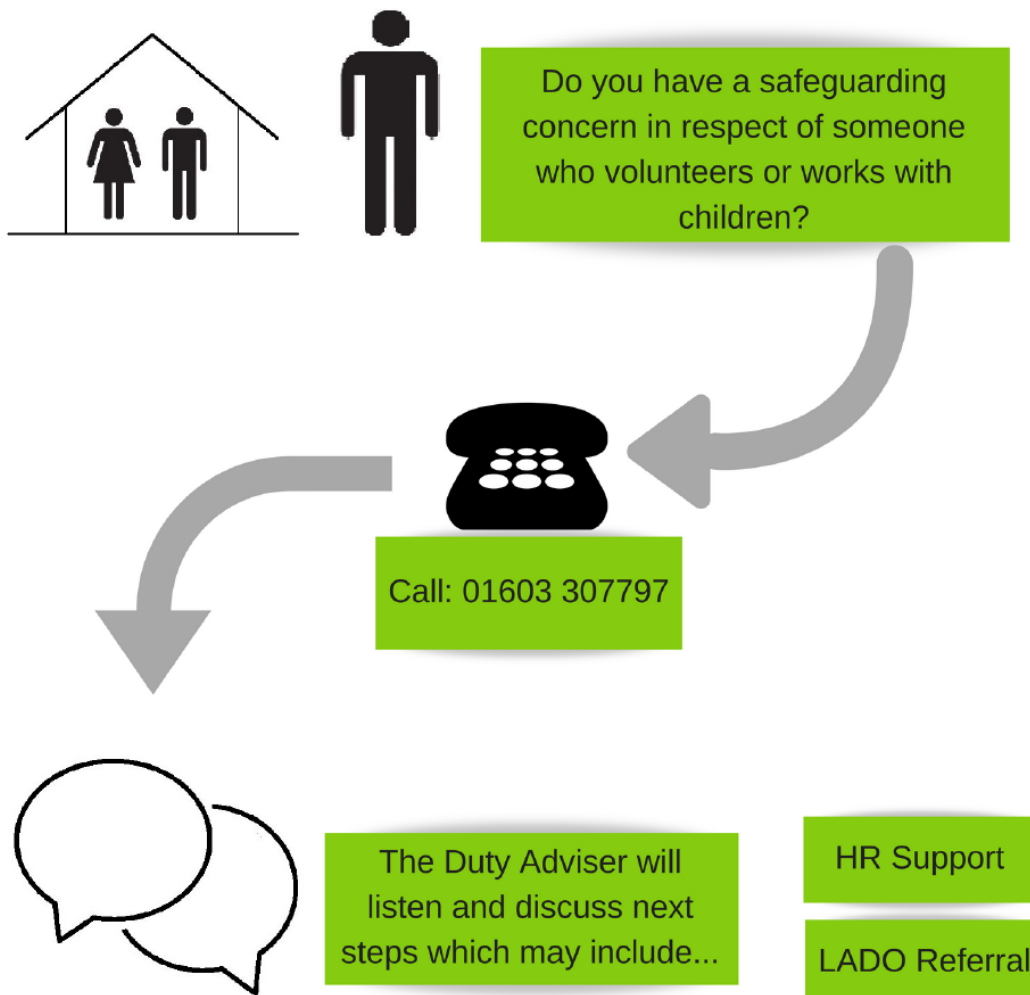 Do you have a safeguarding
concern in respect of someone
who volunteers or works with
children?
Call: 01603 307797
The Duty Adviser will
listen and discuss next
steps which may include...
HR Support
LADO Referral